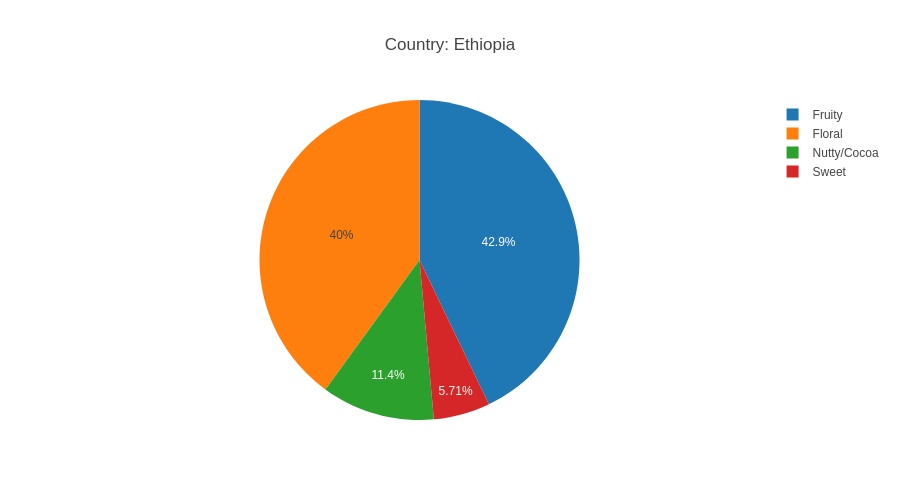 Country: Ethiopia
Fruity
Floral
Nutty/Cocoa
Sweet
40%
42.9%
11.4%
5.71%